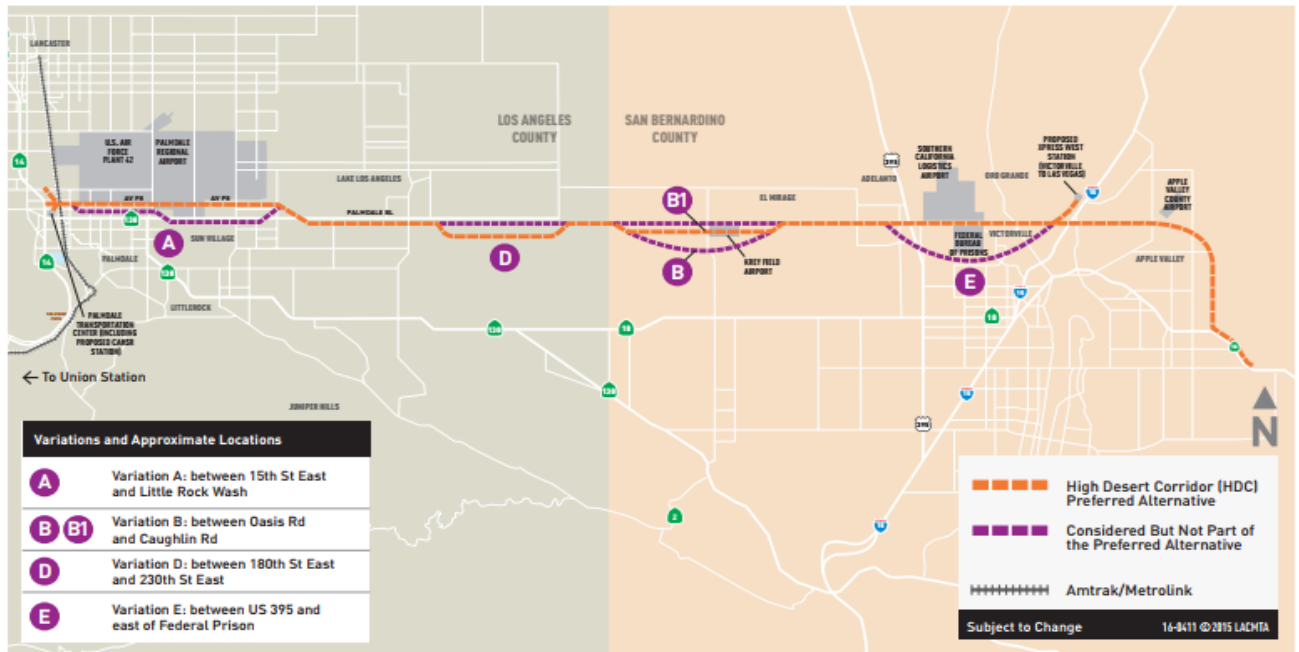 LANCASTER
14
U.S. AIR
FORCE
PLANT 42
PALMDALE
REGIONAL
AIRPORT
LOS ANGELES
COUNTY
SAN BERNARDINO
COUNTY
LAKE LOS ANGELES
AV P8
AV P8
138
PALMDALE BL
A
SUN VILLAGE
PALMDALE
14
138
LITTLEROCK
PALMDALE
TRANSPORTATION
CENTER (INCLUDING
PROPOSED CAHSR
STATION)
← To Union Station
JUNIPER HILLS
D
B1
B
EL MIRAGE
KREY FIELD
AIRPORT
138
18
138
2
395
ADELANTO
SOUTHERN
CALIFORNIA
LOGISTICS
AIRPORT
ORO GRANDE
PROPOSED
XPRESS WEST
STATION
(VICTORVILLE
TO LAS VEGAS)
15
APPLE
VALLEY
COUNTY
AIRPORT
FEDERAL
BUREAU
OF PRISONS
VICTORVILLE
APPLE VALLEY
E
15
18
18
15
395
15
N
Variations and Approximate Locations
A
Variation A: between 15th St East
and Little Rock Wash
B B1
Variation B: between Oasis Rd
and Caughlin Rd
D
Variation D: between 180th St East
and 230th St East
E
Variation E: between US 395 and
east of Federal Prison
High Desert Corridor (HDC)
Preferred Alternative
Considered But Not Part of
the Preferred Alternative
Amtrak/Metrolink
Subject to Change
16-0411 ©2015 LACMTA